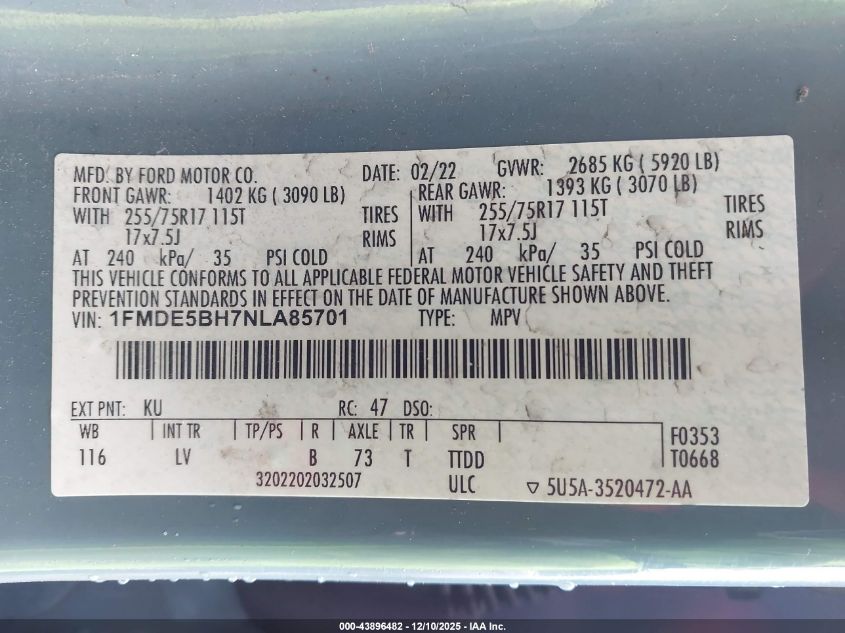 MFD. BY FORD MOTOR CO. DATE: 02/22 GVWR: 2685 KG ( 5920 LB)
FRONT GAWR: 1402 KG ( 3090 LB) REAR GAWR: 1393 KG ( 3070 LB)
WITH 255/75R17 115T TIRES WITH 255/75R17 115T TIRES
17x7.5J RIMS 17x7.5J RIMS
AT 240 kPa/ 35 PSI COLD AT 240 kPa/ 35 PSI COLD
THIS VEHICLE CONFORMS TO ALL APPLICABLE FEDERAL MOTOR VEHICLE SAFETY AND THEFT
PREVENTION STANDARDS IN EFFECT ON THE DATE OF MANUFACTURE SHOWN ABOVE.
VIN: 1FMDE5BH7NLA85701 TYPE: MPV
EXT PNT: KU RC: 47 DSO:
WB INT TR TP/PS R AXLE TR SPR F0353
116 LV B 73 T TTDD T0668
3202202032507 ULC ▽ 5U5A-3520472-AA
000-43896482 - 12/10/2025 - IAA Inc.